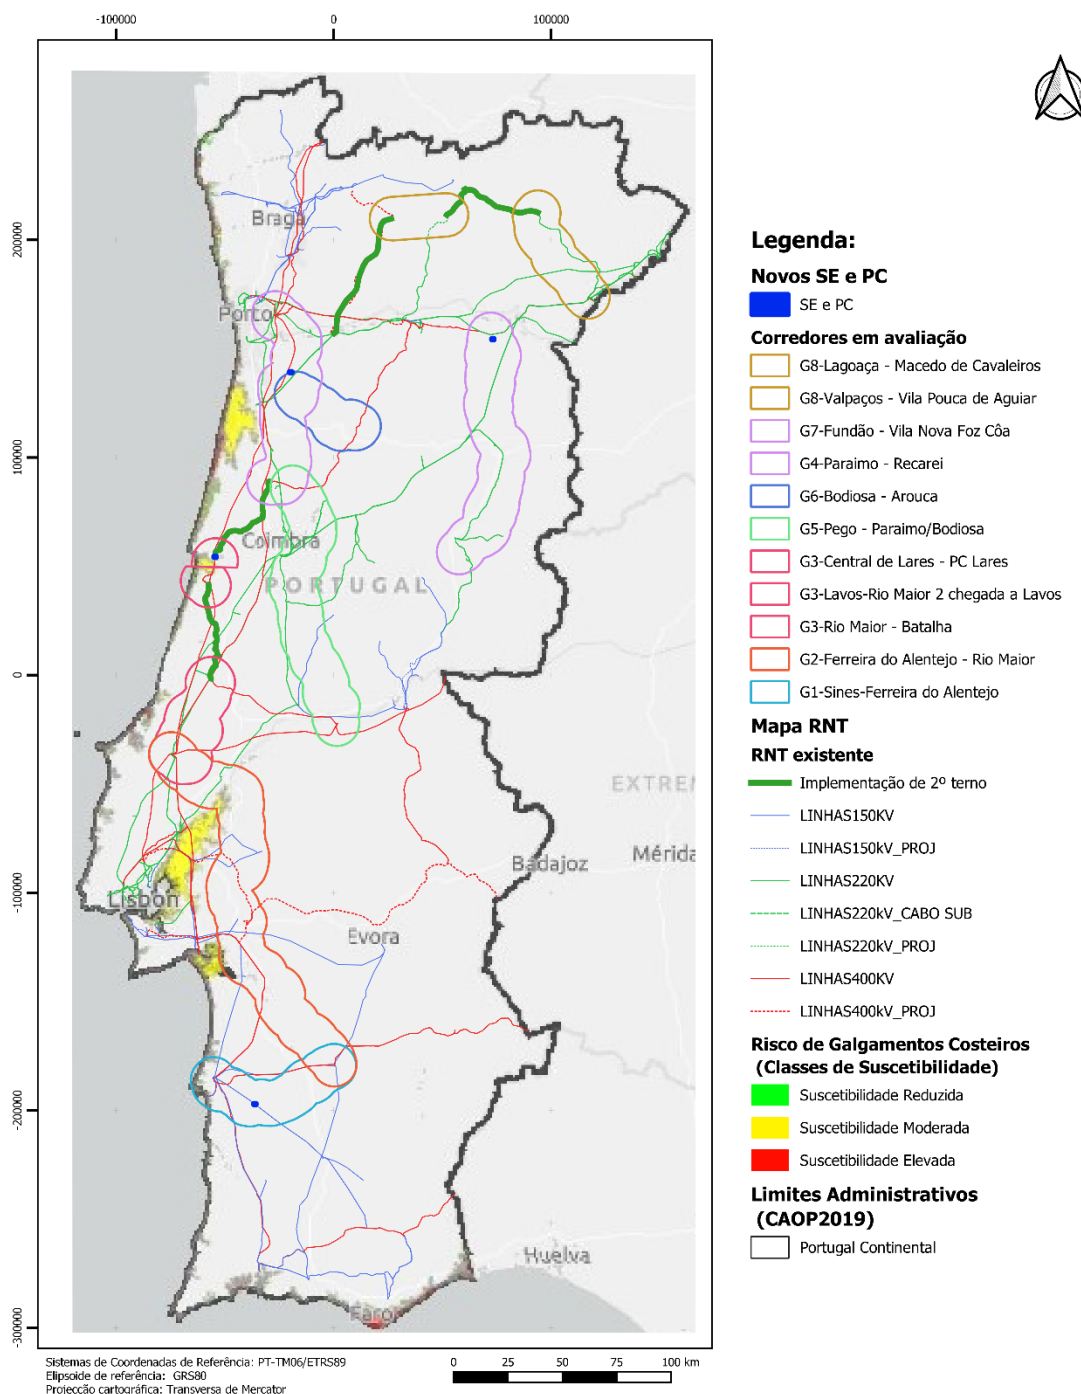 -100000
0
100000
200000
100000
0
-100000
-200000
-300000
Braga
Porto
Coimbra
PORTUGAL
EXTREM
Badajoz
Mérida
Lisbon
Evora
Huelva
Faro
Legenda:
Novos SE e PC
SE e PC
Corredores em avaliação
G8-Lagoaça - Macedo de Cavaleiros
G8-Valpaços - Vila Pouca de Aguiar
G7-Fundão - Vila Nova Foz Côa
G4-Paraimo - Recarei
G6-Bodiosa - Arouca
G5-Pego - Paraimo/Bodiosa
G3-Central de Lares - PC Lares
G3-Lavos-Rio Maior 2 chegada a Lavos
G3-Rio Maior - Batalha
G2-Ferreira do Alentejo - Rio Maior
G1-Sines-Ferreira do Alentejo
Mapa RNT
RNT existente
Implementação de 2º terno
LINHAS150KV
LINHAS150kV_PROJ
LINHAS220KV
LINHAS220kV_CABO SUB
LINHAS220kV_PROJ
LINHAS400KV
LINHAS400kV_PROJ
Risco de Galgamentos Costeiros
(Classes de Suscetibilidade)
Suscetibilidade Reduzida
Suscetibilidade Moderada
Suscetibilidade Elevada
Limites Administrativos
(CAOP2019)
Portugal Continental
Sistemas de Coordenadas de Referência: PT-TM06/ETRS89
Elipsoide de referência: GRS80
Projecção cartográfica: Transversa de Mercator
0 25 50 75 100 km